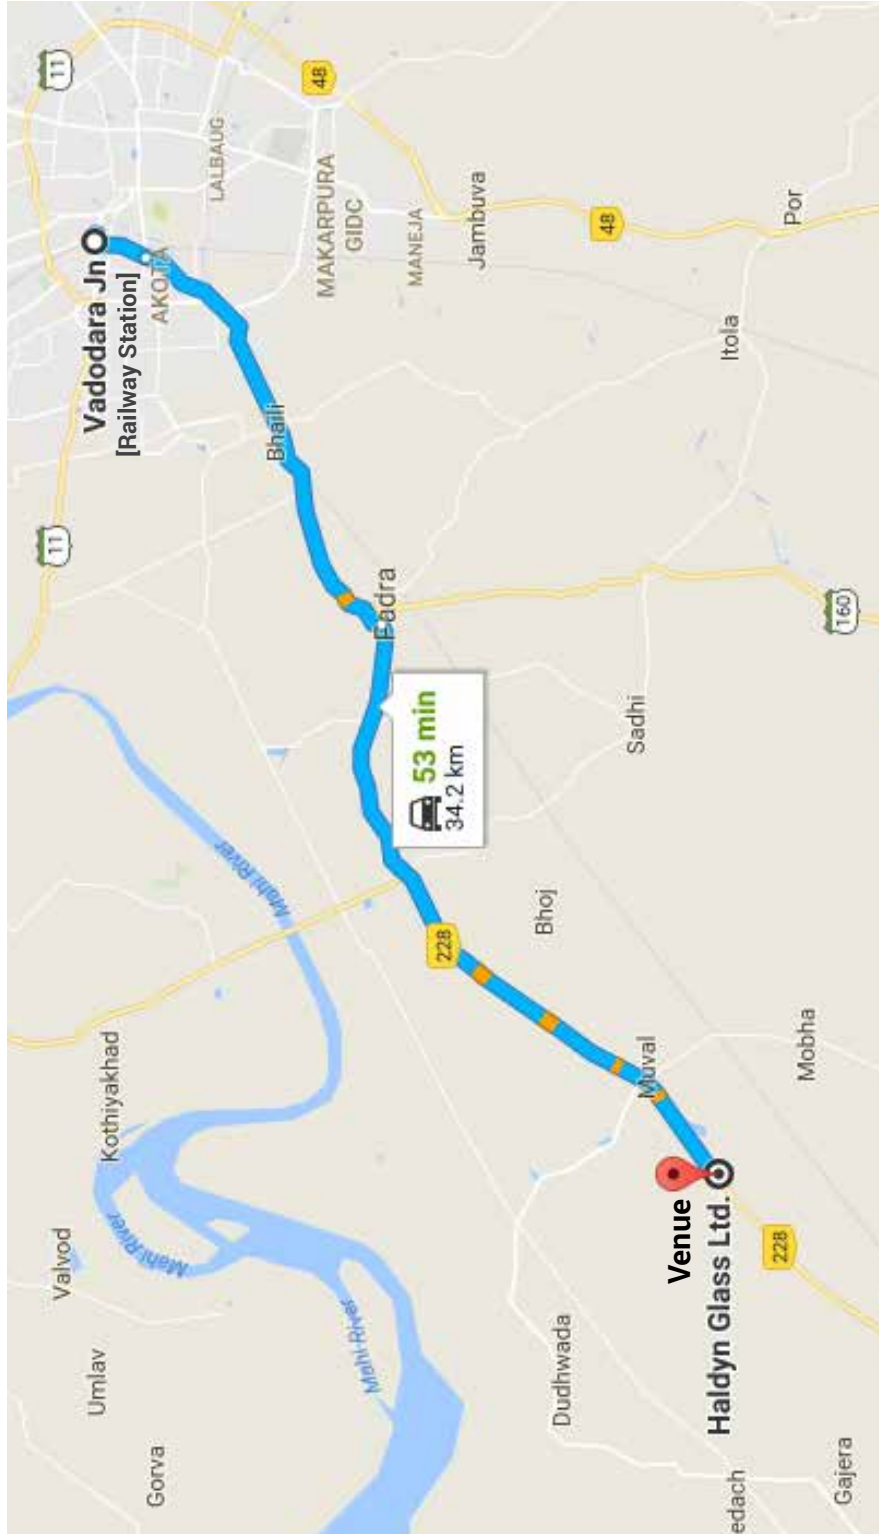 Valvod
11
11
Umlav
Kothiyakhad
Vadodara Jn
[Railway Station]
Gorva
Mahi River
AKOTA
LALBAUG
Mahi River
Bhaili
48
MAKARPURA
GIDC
Mahi River
Padra
MANEJA
53 min
34.2 km
228
Jambuva
Bhoj
Dudhwada
48
Sadhi
Muval
Venue
Haldyn Glass Ltd.
Itola
edach
228
Por
Mobha
Gajera
160